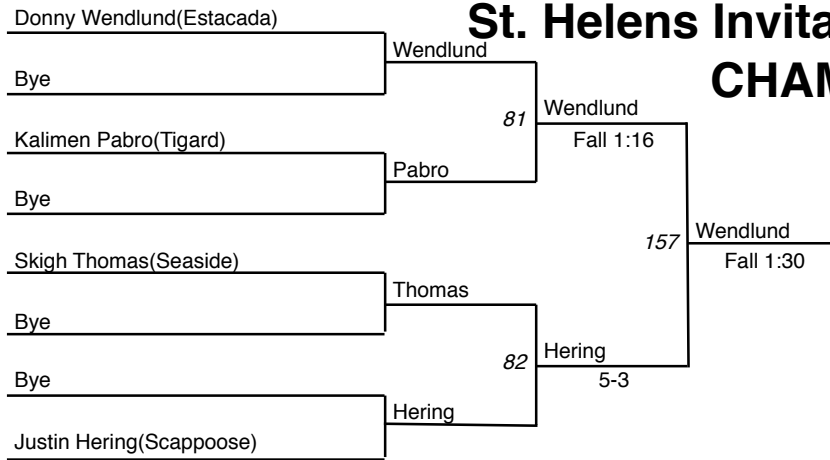 St. Helens Invita
CHAM
Donny Wendlund(Estacada)
Wendlund
Bye
81
Wendlund
Fall 1:16
Kalimen Pabro(Tigard)
Pabro
Bye
157
Wendlund
Fall 1:30
Skigh Thomas(Seaside)
Thomas
Bye
82
Hering
5-3
Bye
Hering
Justin Hering(Scappoose)